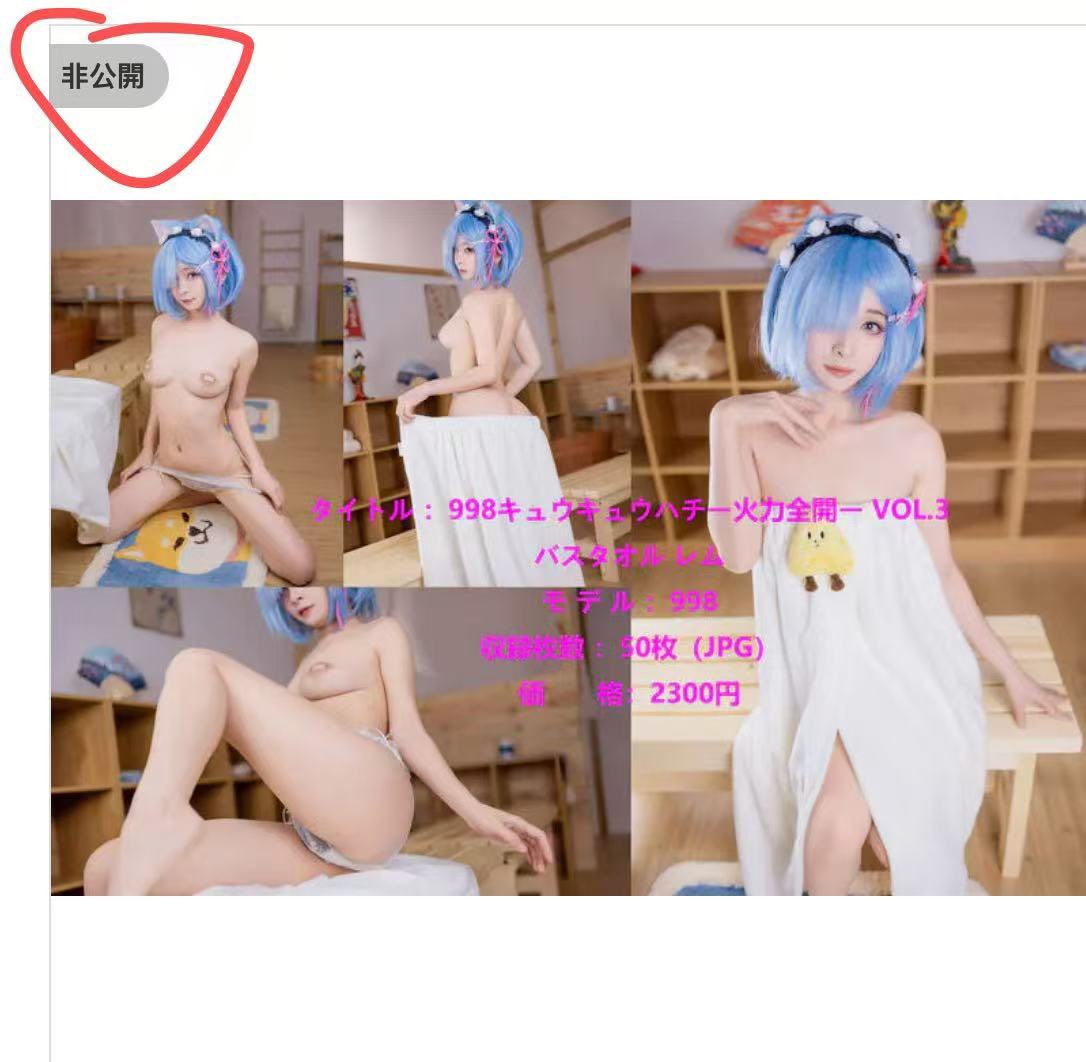 非公開
タイトル： 998キュウキュウハチー火力全開ー VOL.3
バスタオル レム
モ デ ル ： 998
収録枚数 ： 50枚（JPG）
価　　格： 2300円